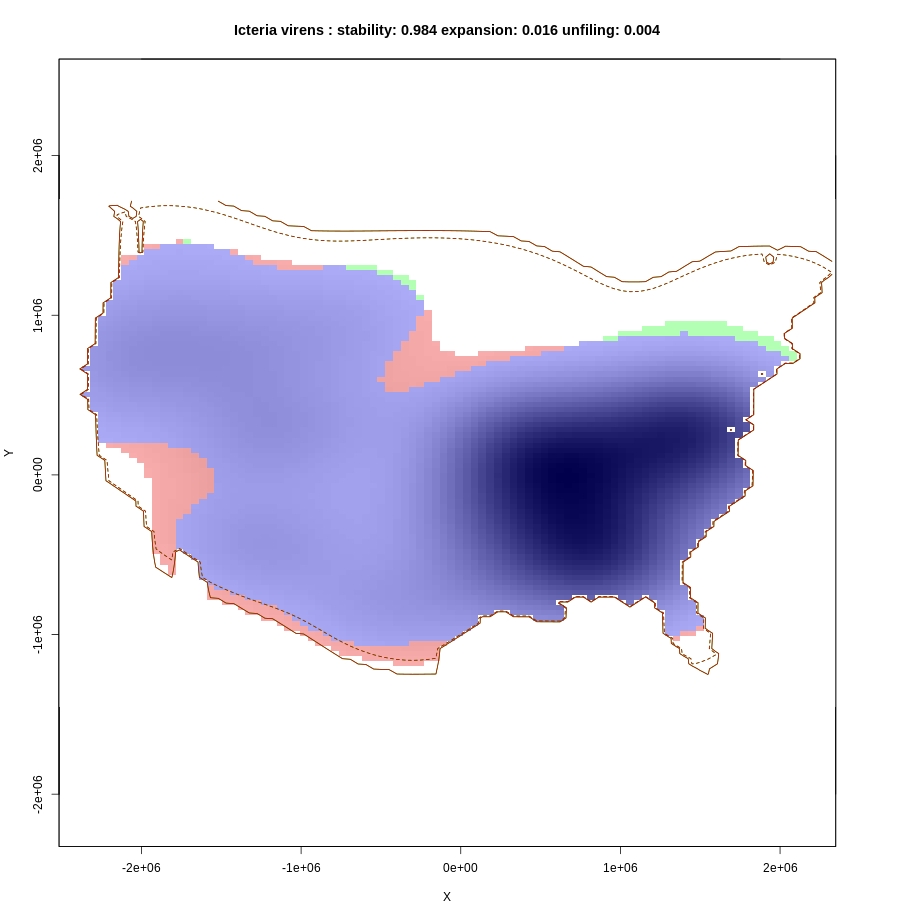 Icteria virens : stability: 0.984 expansion: 0.016 unfiling: 0.004
2e+06
1e+06
Y
0e+00
-1e+06
-2e+06
-2e+06 -1e+06 0e+00 1e+06 2e+06
X